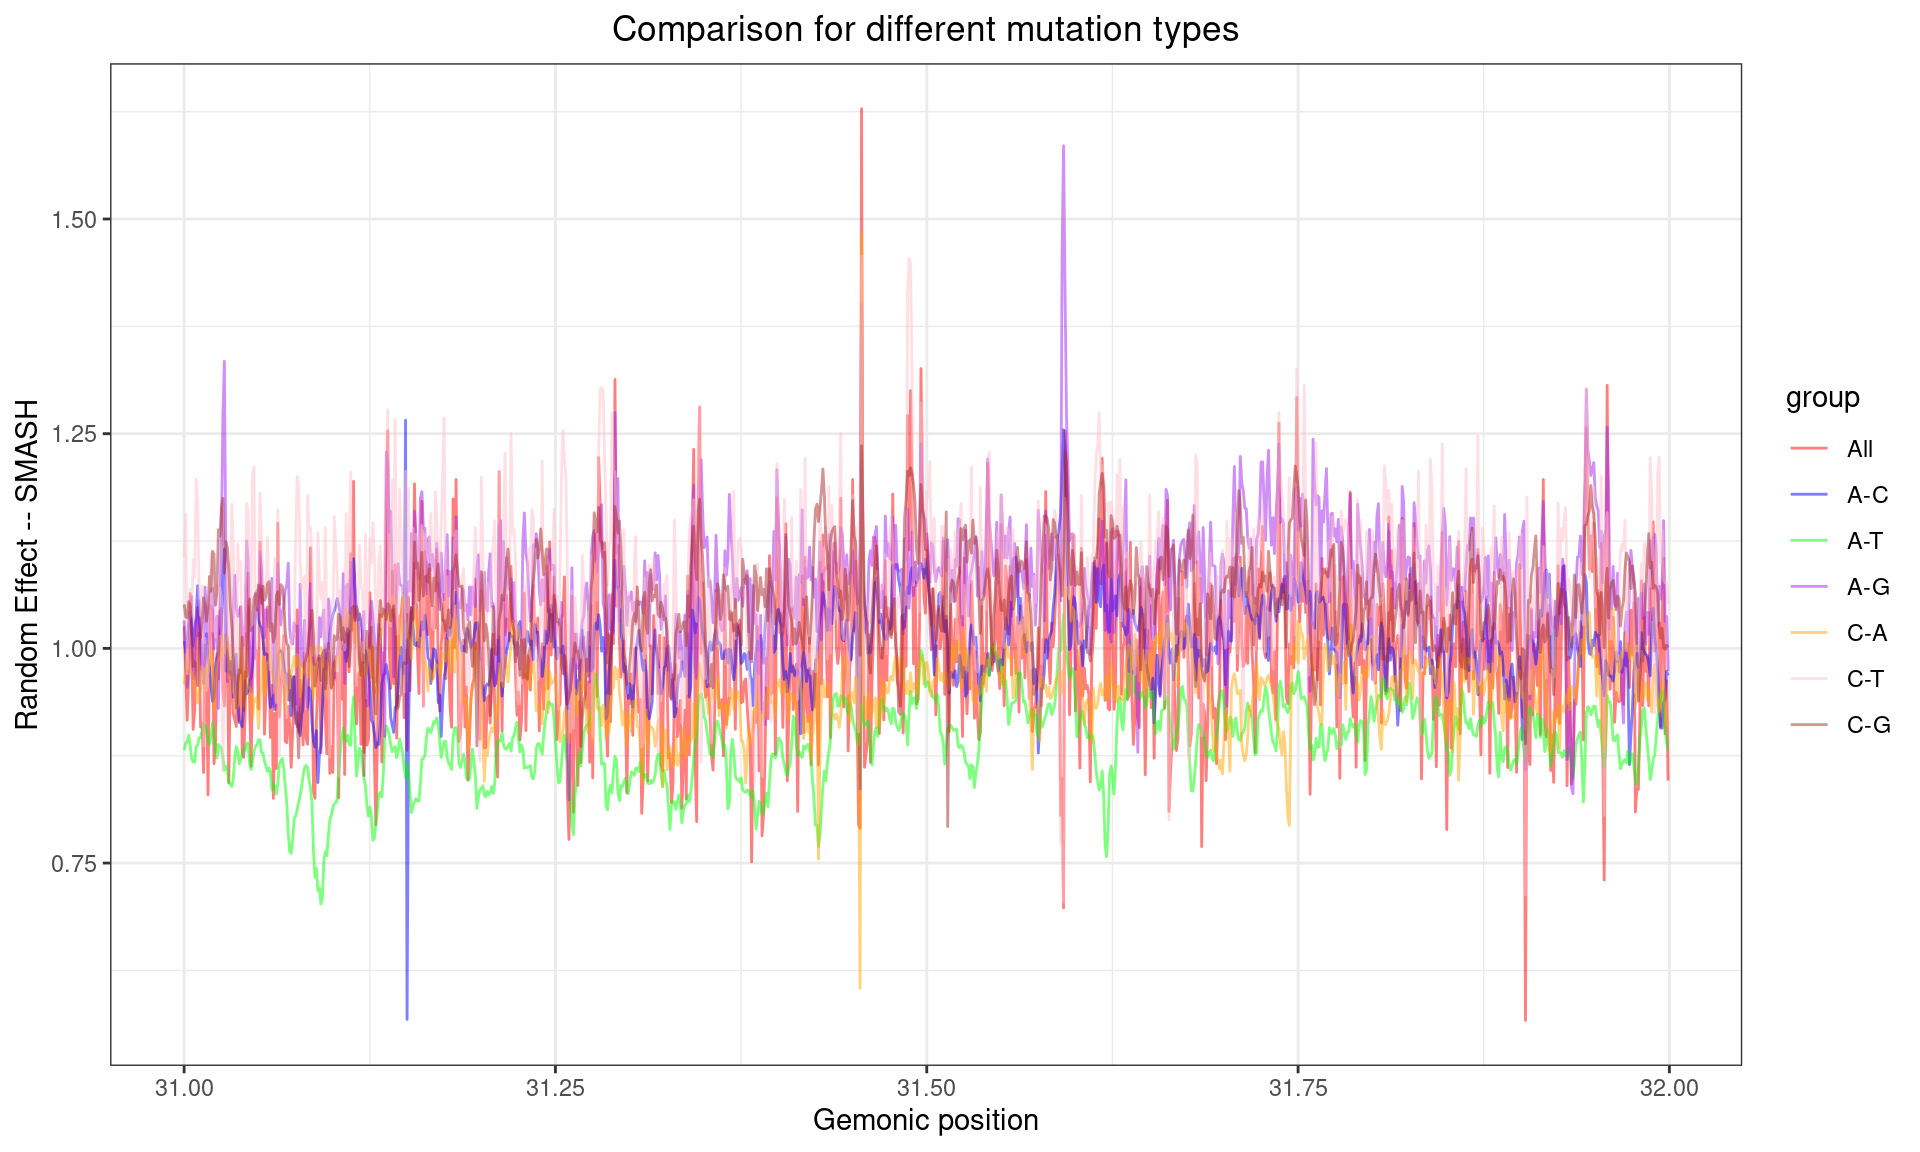 Comparison for different mutation types
Random Effect -- SMASH
1.50
1.25
1.00
0.75
31.00
31.25
31.50
31.75
32.00
Gemonic position
group
All
A-C
A-T
A-G
C-A
C-T
C-G